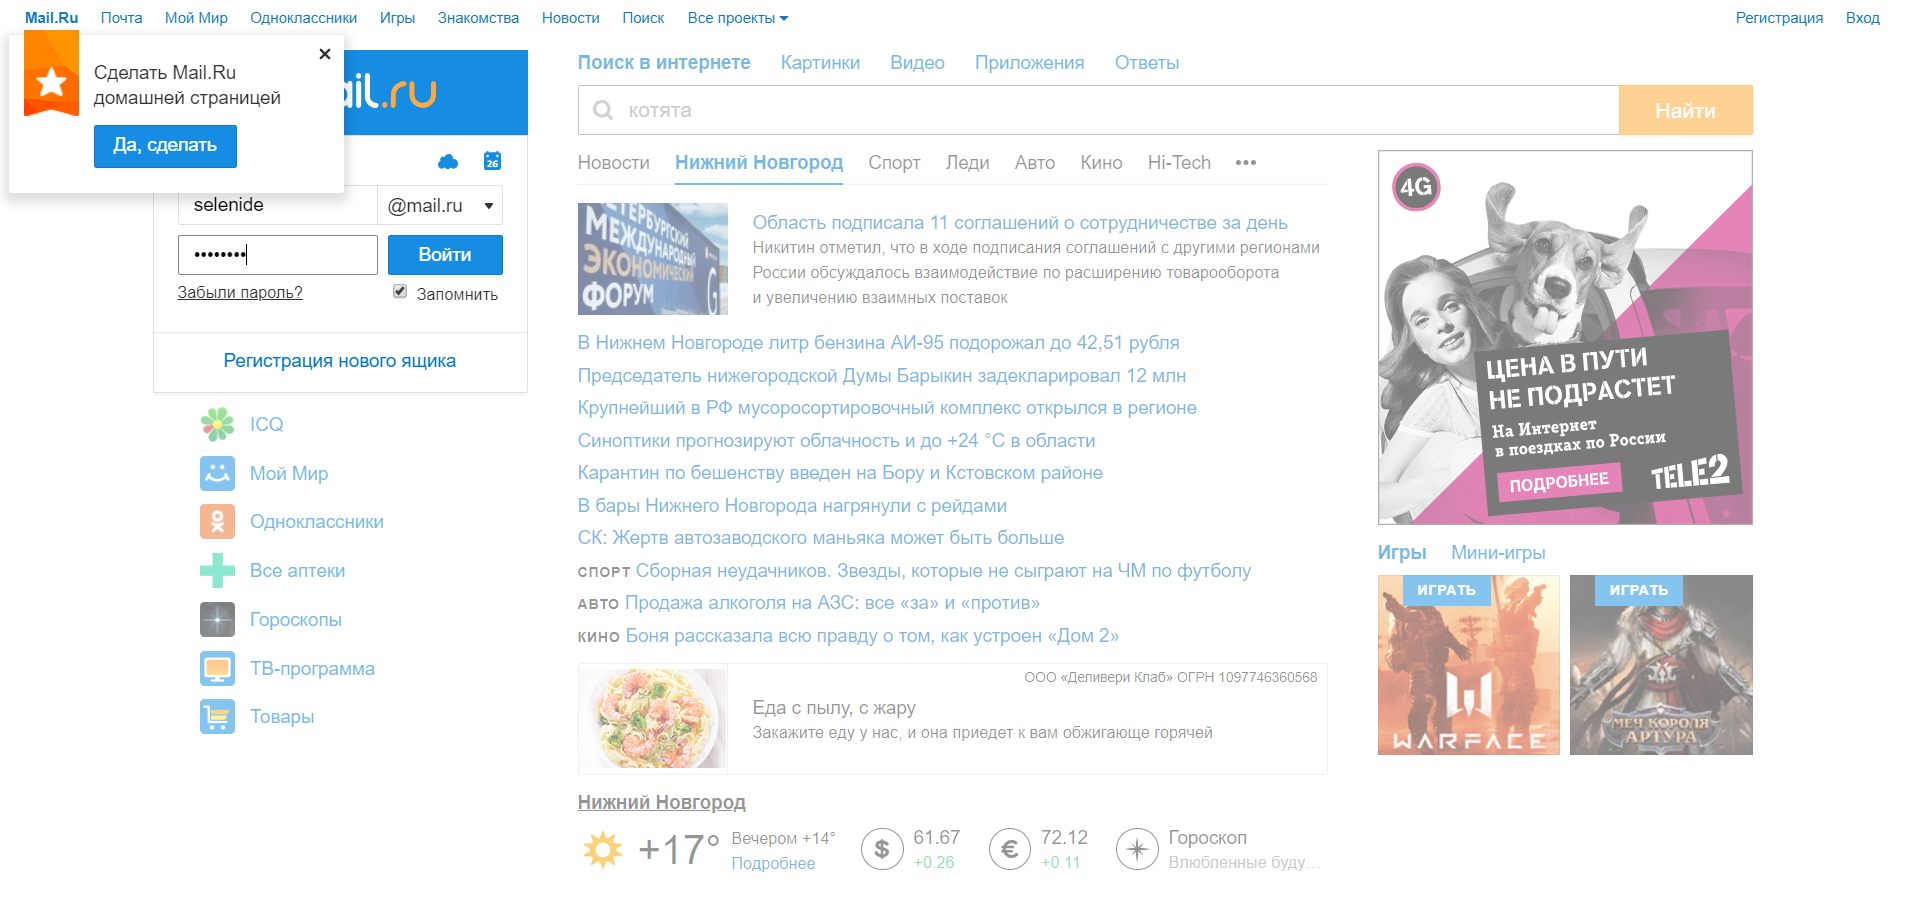 Mail.Ru Почта Мой Мир Одноклассники Игры Знакомства Новости Поиск Все проекты Регистрация Вход
Сделать Mail.Ru
домашней страницей
Да, сделать
ail.ru
26
selenide @mail.ru
•••••••• Войти
Забыли пароль? Запомнить
Регистрация нового ящика
ICQ
Мой Мир
Одноклассники
Все аптеки
Гороскопы
ТВ-программа
Товары
Поиск в интернете Картинки Видео Приложения Ответы
котята Найти
Новости Нижний Новгород Спорт Леди Авто Кино Hi-Tech •••
ПЕТЕРБУРГСКИЙ
МЕЖДУНАРОДНЫЙ
ЭКОНОМИЧЕСКИЙ
ФОРУМ
Область подписала 11 соглашений о сотрудничестве за день
Никитин отметил, что в ходе подписания соглашений с другими регионами
России обсуждалось взаимодействие по расширению товарооборота
и увеличению взаимных поставок
В Нижнем Новгороде литр бензина АИ-95 подорожал до 42,51 рубля
Председатель нижегородской Думы Барыкин задекларировал 12 млн
Крупнейший в РФ мусоросортировочный комплекс открылся в регионе
Синоптики прогнозируют облачность и до +24 °C в области
Карантин по бешенству введен на Бору и Кстовском районе
В бары Нижнего Новгорода нагрянули с рейдами
СК: Жертв автозаводского маньяка может быть больше
СПОРТ Сборная неудачников. Звезды, которые не сыграют на ЧМ по футболу
АВТО Продажа алкоголя на АЗС: все «за» и «против»
КИНО Боня рассказала всю правду о том, как устроен «Дом 2»
ООО «Деливери Клаб» ОГРН 1097746360568
Еда с пылу, с жару
Закажите еду у нас, и она приедет к вам обжигающе горячей
Нижний Новгород
+17° Вечером +14° Подробнее
$ 61.67 +0.26
€ 72.12 +0.11
Гороскоп
Влюбленные буду...
4G
ЦЕНА В ПУТИ
НЕ ПОДРАСТЕТ
На Интернет
в поездках по России
ПОДРОБНЕЕ TELE2
Игры Мини-игры
ИГРАТЬ ИГРАТЬ
WARFACE
МЕЧ КОРОЛЯ
АРТУРА